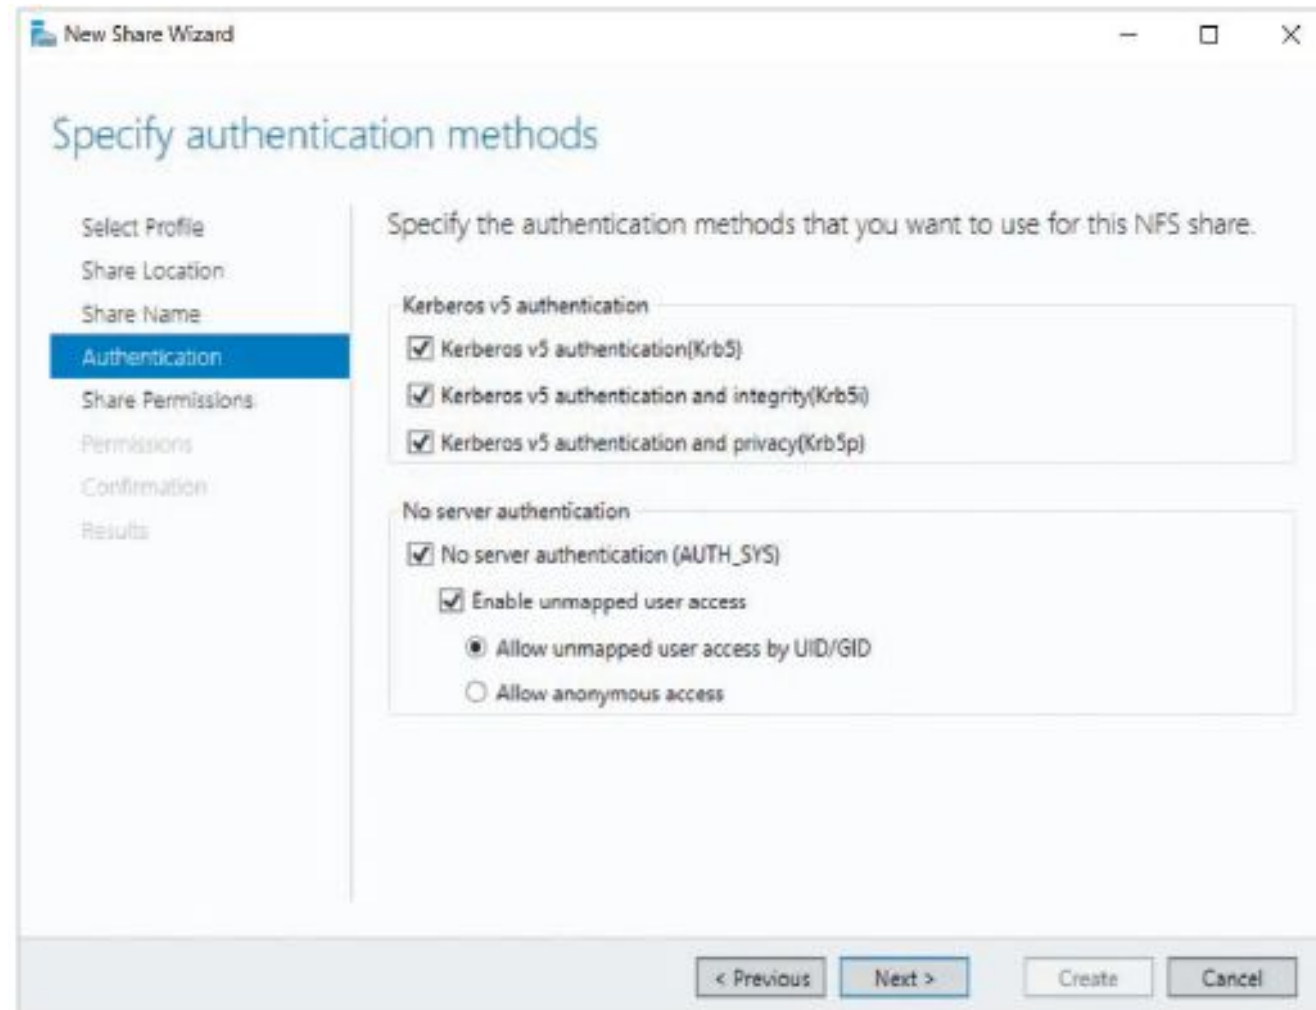 New Share Wizard
Specify authentication methods
Select Profile
Share Location
Share Name
Authentication
Share Permissions
Permissions
Confirmation
Results
Specify the authentication methods that you want to use for this NFS share.
Kerberos v5 authentication
Kerberos v5 authentication(Krb5)
Kerberos v5 authentication and integrity(Krb5i)
Kerberos v5 authentication and privacy(Krb5p)
No server authentication
No server authentication (AUTH_SYS)
Enable unmapped user access
Allow unmapped user access by UID/GID
Allow anonymous access
< Previous
Next >
Create
Cancel